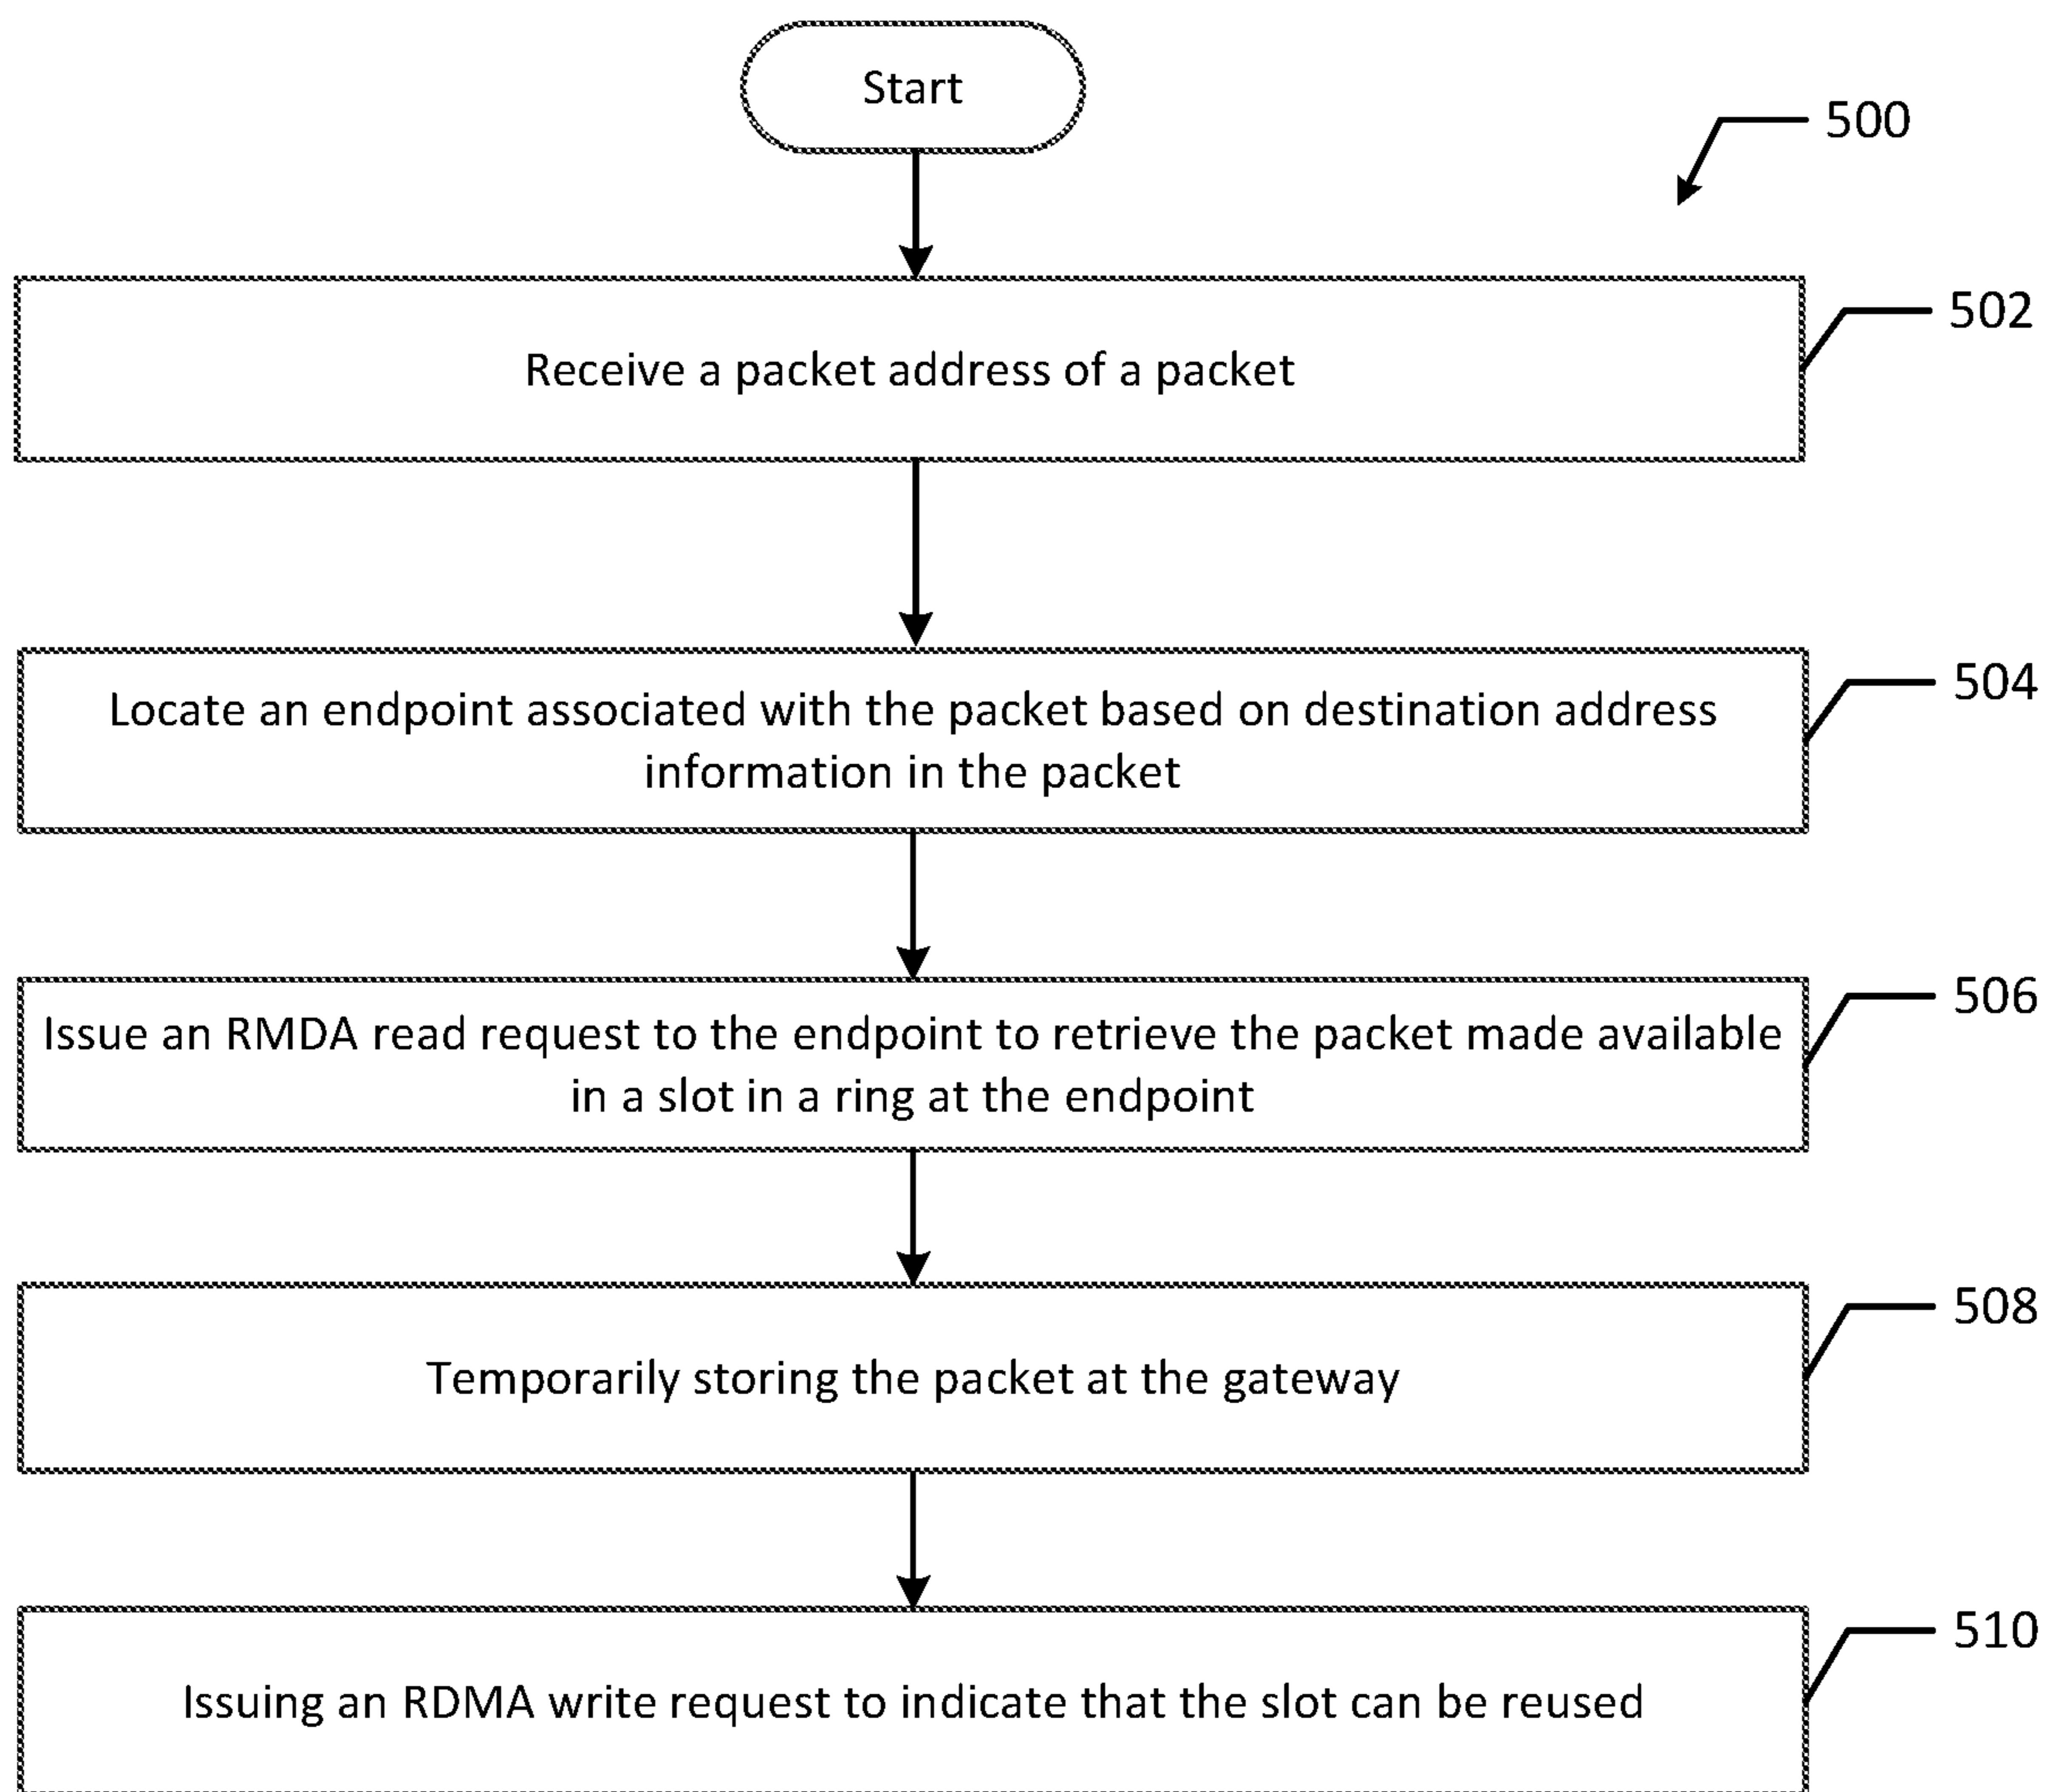 Start
500
Receive a packet address of a packet
502
Locate an endpoint associated with the packet based on destination address
information in the packet
504
Issue an RMDA read request to the endpoint to retrieve the packet made available
in a slot in a ring at the endpoint
506
Temporarily storing the packet at the gateway
508
Issuing an RDMA write request to indicate that the slot can be reused
510